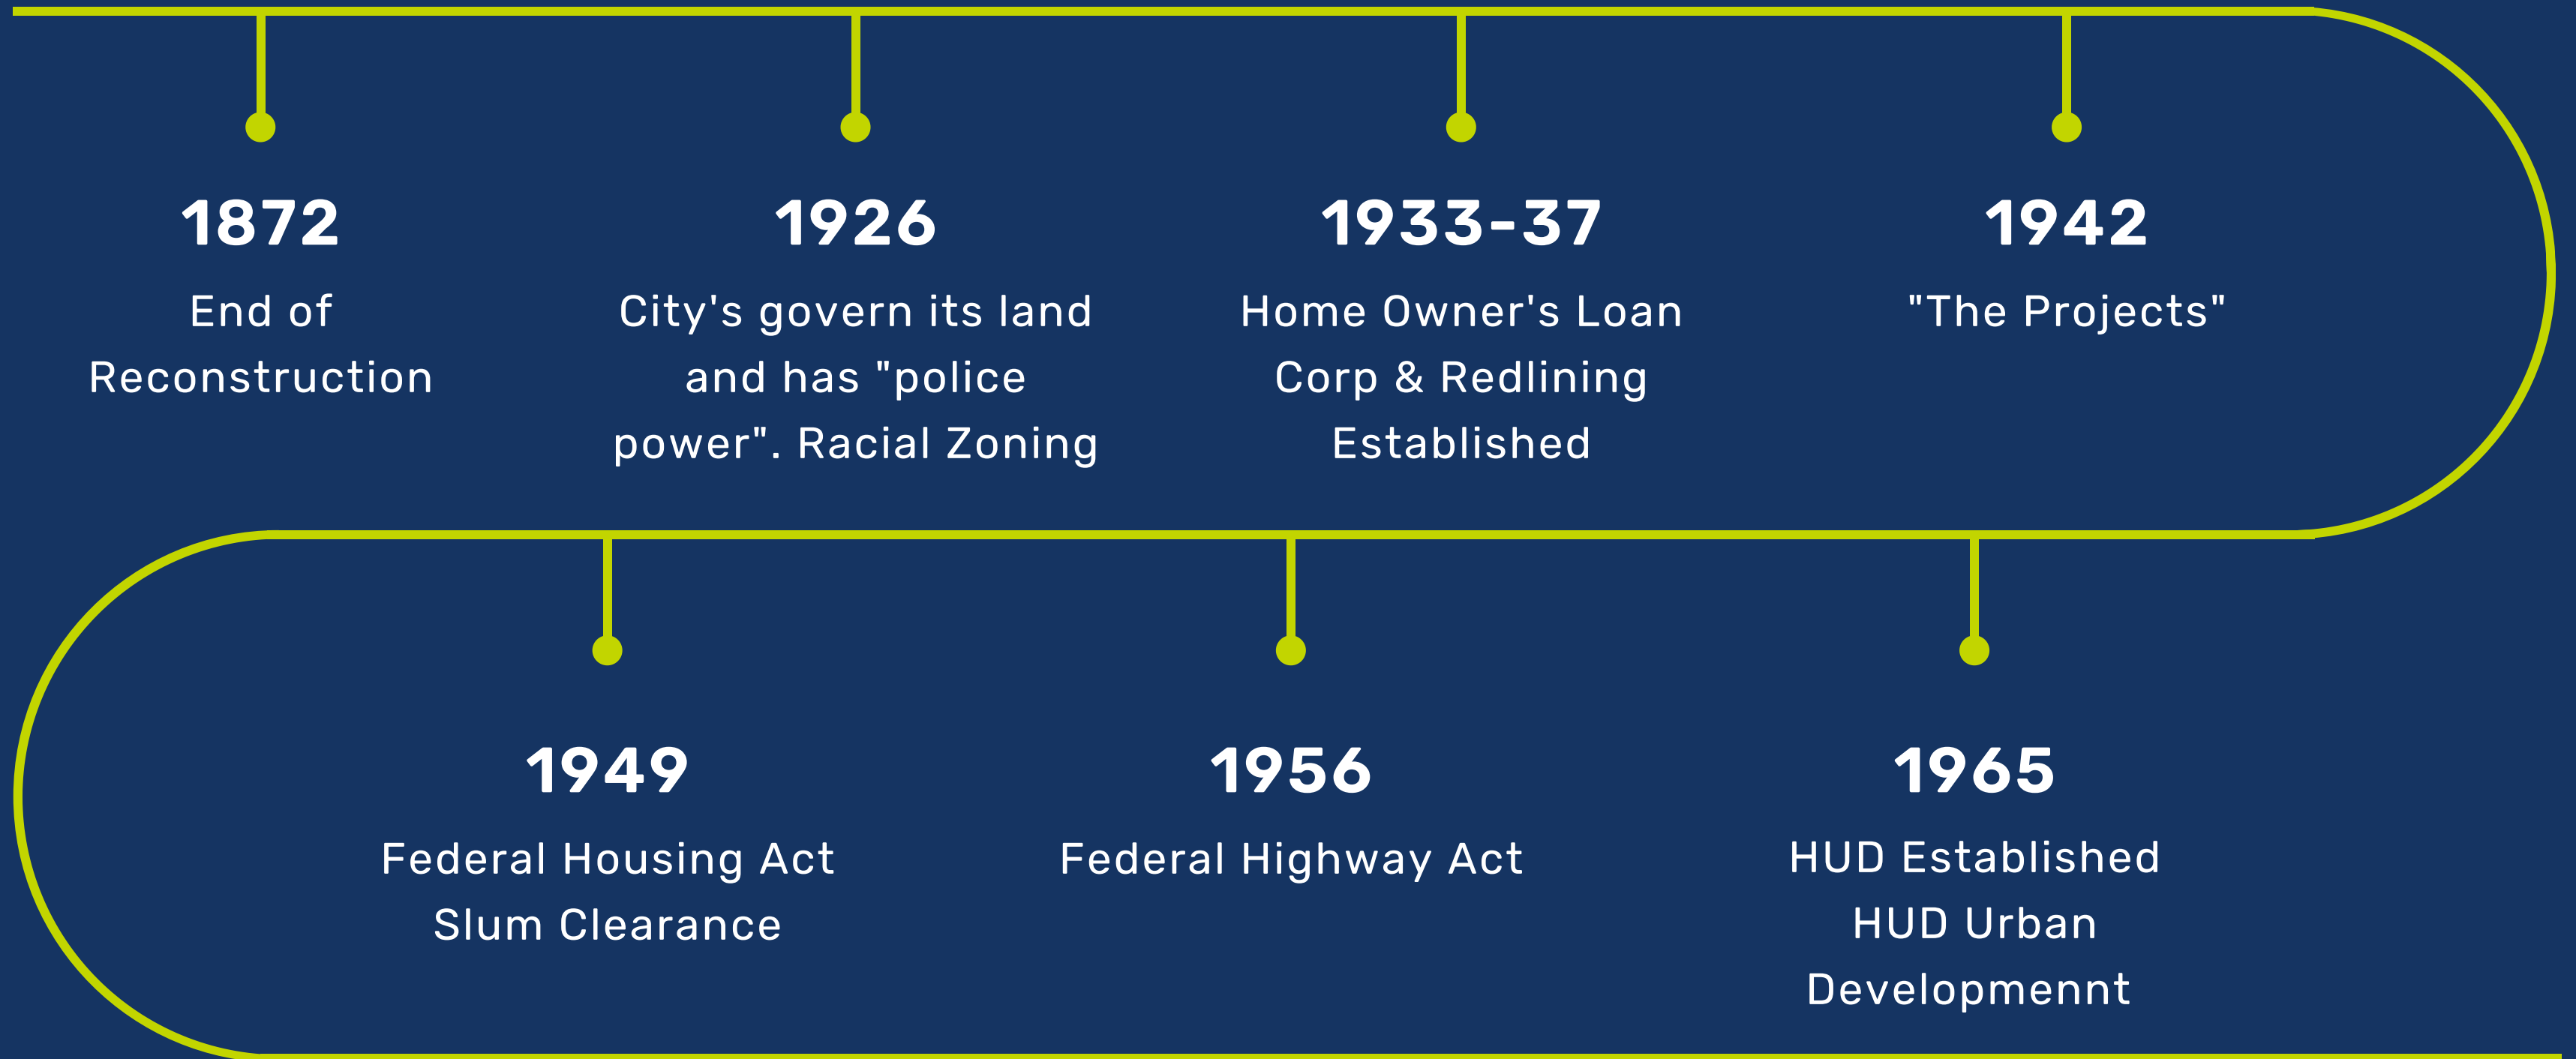 1872
End of
Reconstruction
1926
City's govern its land
and has "police
power". Racial Zoning
1933-37
Home Owner's Loan
Corp & Redlining
Established
1942
"The Projects"
1949
Federal Housing Act
Slum Clearance
1956
Federal Highway Act
1965
HUD Established
HUD Urban
Developmennt